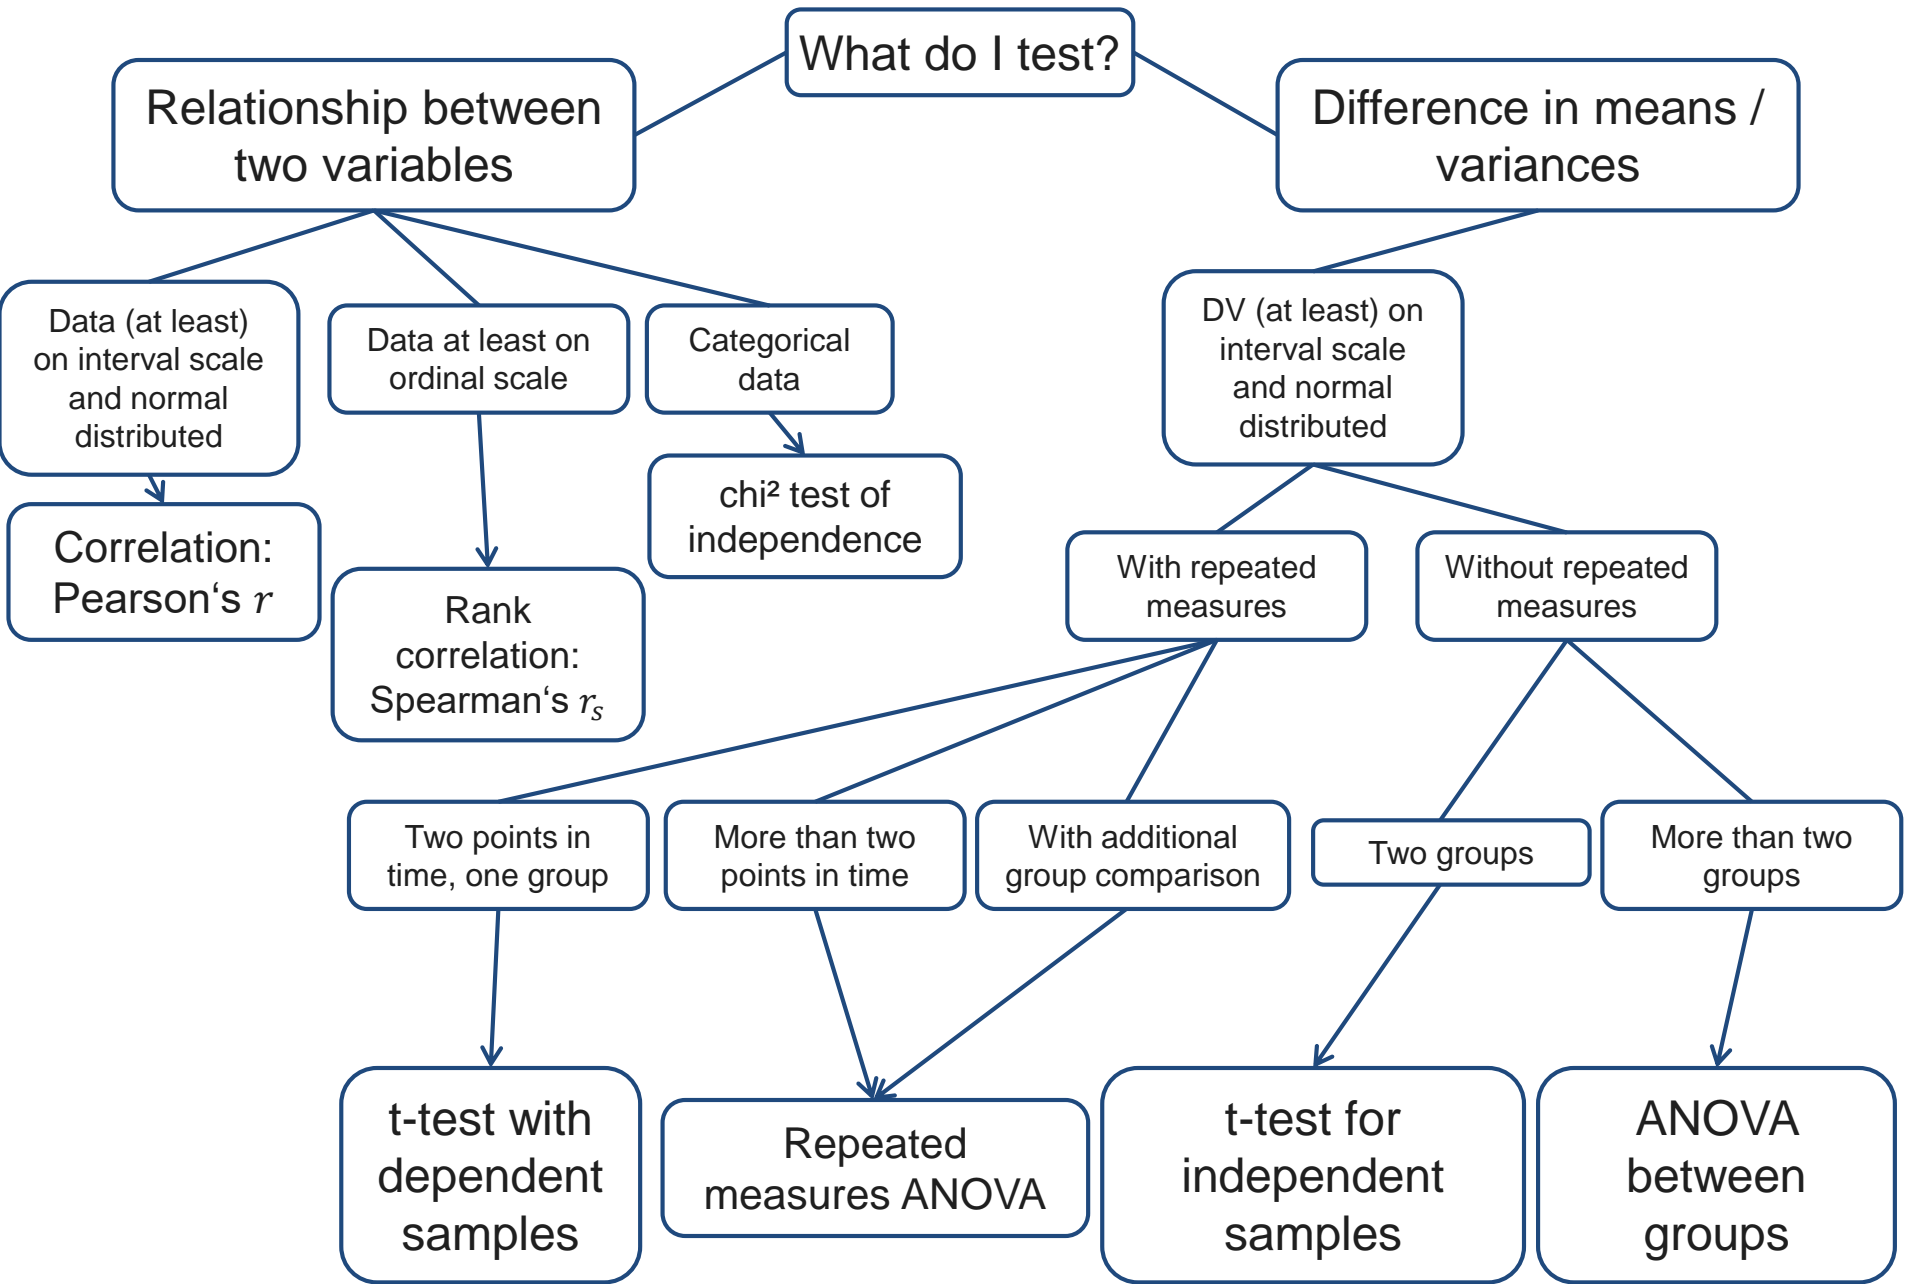 What do I test?
Relationship between
two variables
Difference in means /
variances
Data (at least)
on interval scale
and normal
distributed
Data at least on
ordinal scale
Categorical
data
DV (at least) on
interval scale
and normal
distributed
Correlation:
Pearson‘s r
Rank
correlation:
Spearman‘s rₛ
chi² test of
independence
With repeated
measures
Without repeated
measures
Two points in
time, one group
More than two
points in time
With additional
group comparison
Two groups
More than two
groups
t-test with
dependent
samples
Repeated
measures ANOVA
t-test for
independent
samples
ANOVA
between
groups